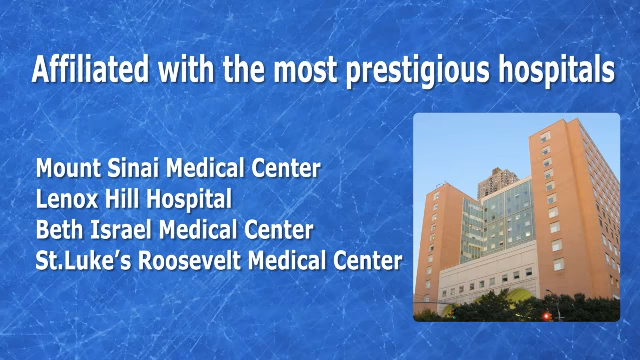 Affiliated with the most prestigious hospitals
Mount Sinai Medical Center
Lenox Hill Hospital
Beth Israel Medical Center
St.Luke's Roosevelt Medical Center